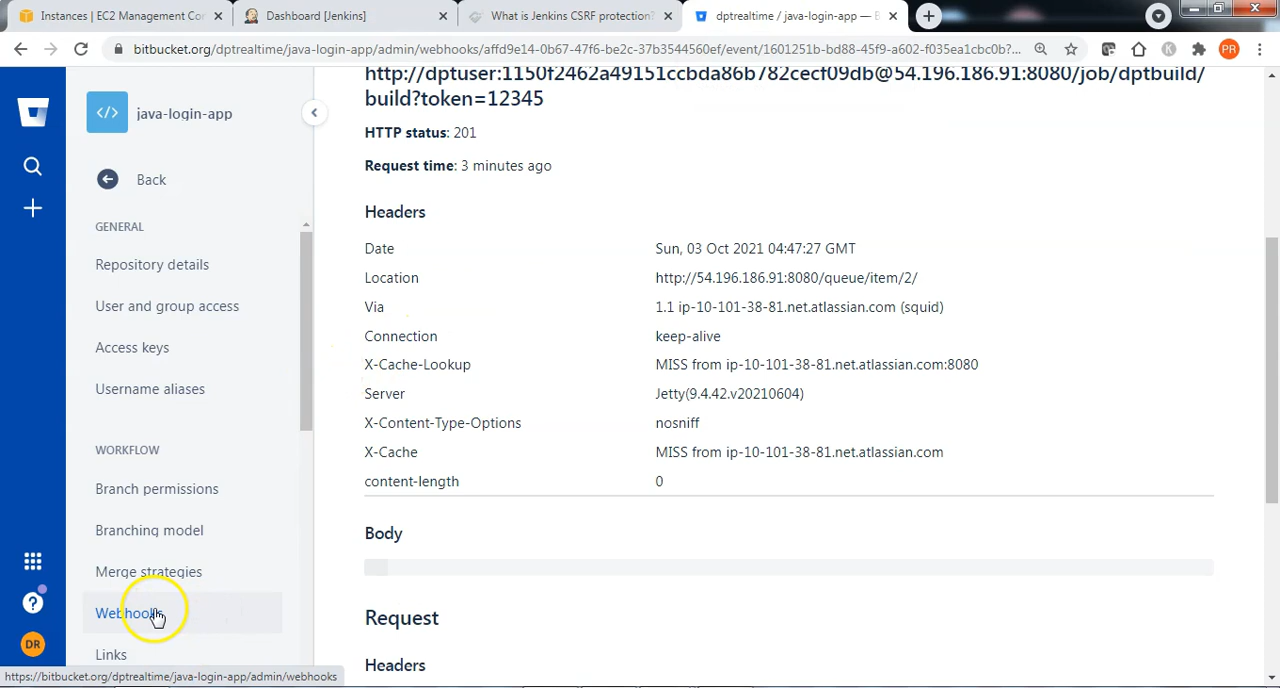 Instances | EC2 Management Con
Dashboard [Jenkins]
What is Jenkins CSRF protection?
dptrealtime / java-login-app — B
bitbucket.org/dptrealtime/java-login-app/admin/webhooks/affd9e14-0b67-47f6-be2c-37b3544560ef/event/1601251b-bd88-45f9-a602-f035ea1cbc0b?...
K
PR
java-login-app
Back
GENERAL
Repository details
User and group access
Access keys
Username aliases
WORKFLOW
Branch permissions
Branching model
Merge strategies
Webhooks
Links
DR
https://bitbucket.org/dptrealtime/java-login-app/admin/webhooks
http://dptuser:1150f2462a49151ccbda86b782cecf09db@54.196.186.91:8080/job/dptbuild/
build?token=12345
HTTP status: 201
Request time: 3 minutes ago
Headers
Date Sun, 03 Oct 2021 04:47:27 GMT
Location http://54.196.186.91:8080/queue/item/2/
Via 1.1 ip-10-101-38-81.net.atlassian.com (squid)
Connection keep-alive
X-Cache-Lookup MISS from ip-10-101-38-81.net.atlassian.com:8080
Server Jetty(9.4.42.v20210604)
X-Content-Type-Options nosniff
X-Cache MISS from ip-10-101-38-81.net.atlassian.com
content-length 0
Body
Request
Headers